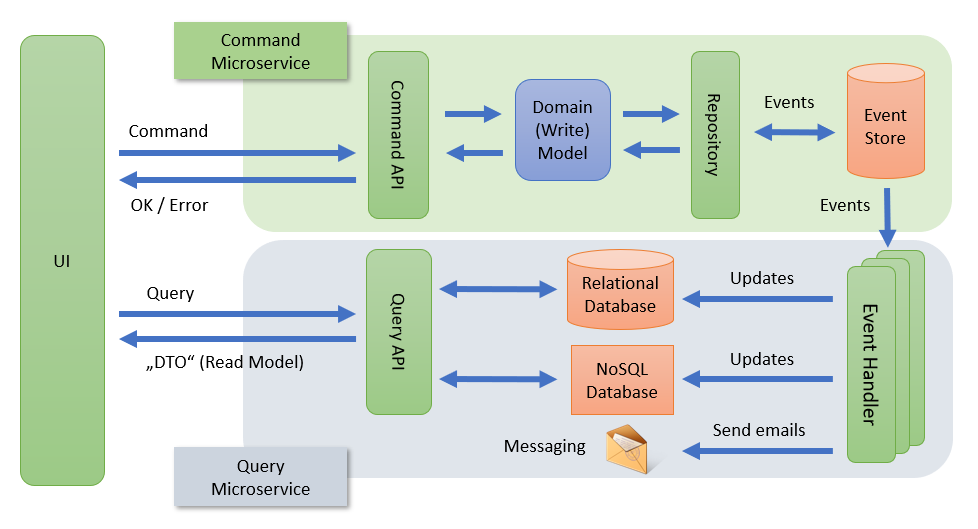 Command
Microservice
UI
Command
OK / Error
Command API
Domain
(Write)
Model
Repository
Events
Event
Store
Events
Query
„DTO“ (Read Model)
Query API
Relational
Database
Updates
NoSQL
Database
Updates
Messaging
Send emails
Event Handler
Query
Microservice